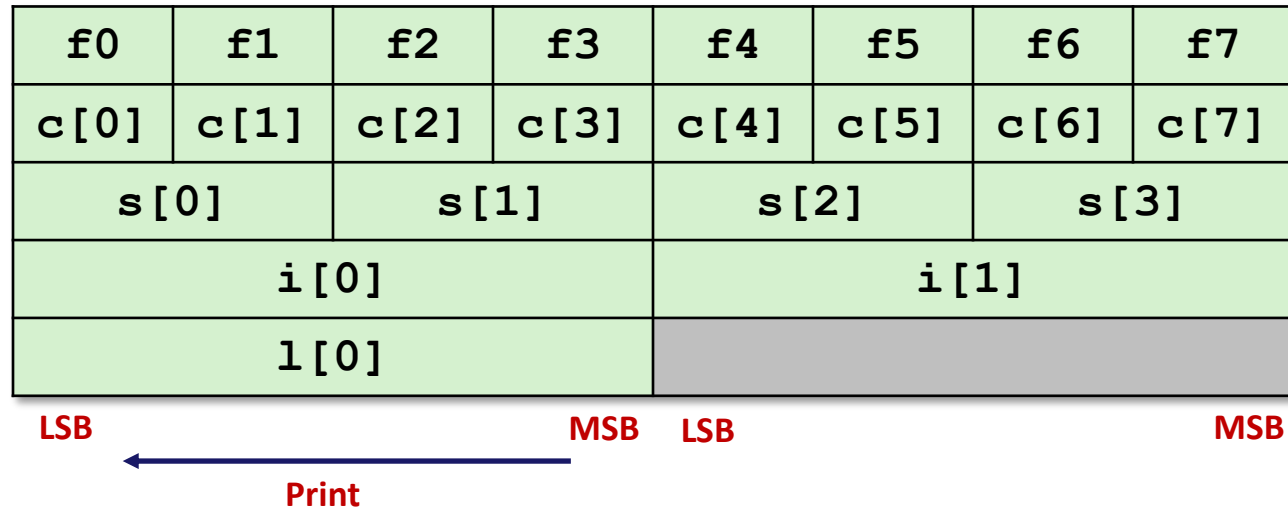 f0 f1 f2 f3 f4 f5 f6 f7
c[0] c[1] c[2] c[3] c[4] c[5] c[6] c[7]
s[0] s[1] s[2] s[3]
i[0] i[1]
l[0]
LSB MSB LSB MSB
Print